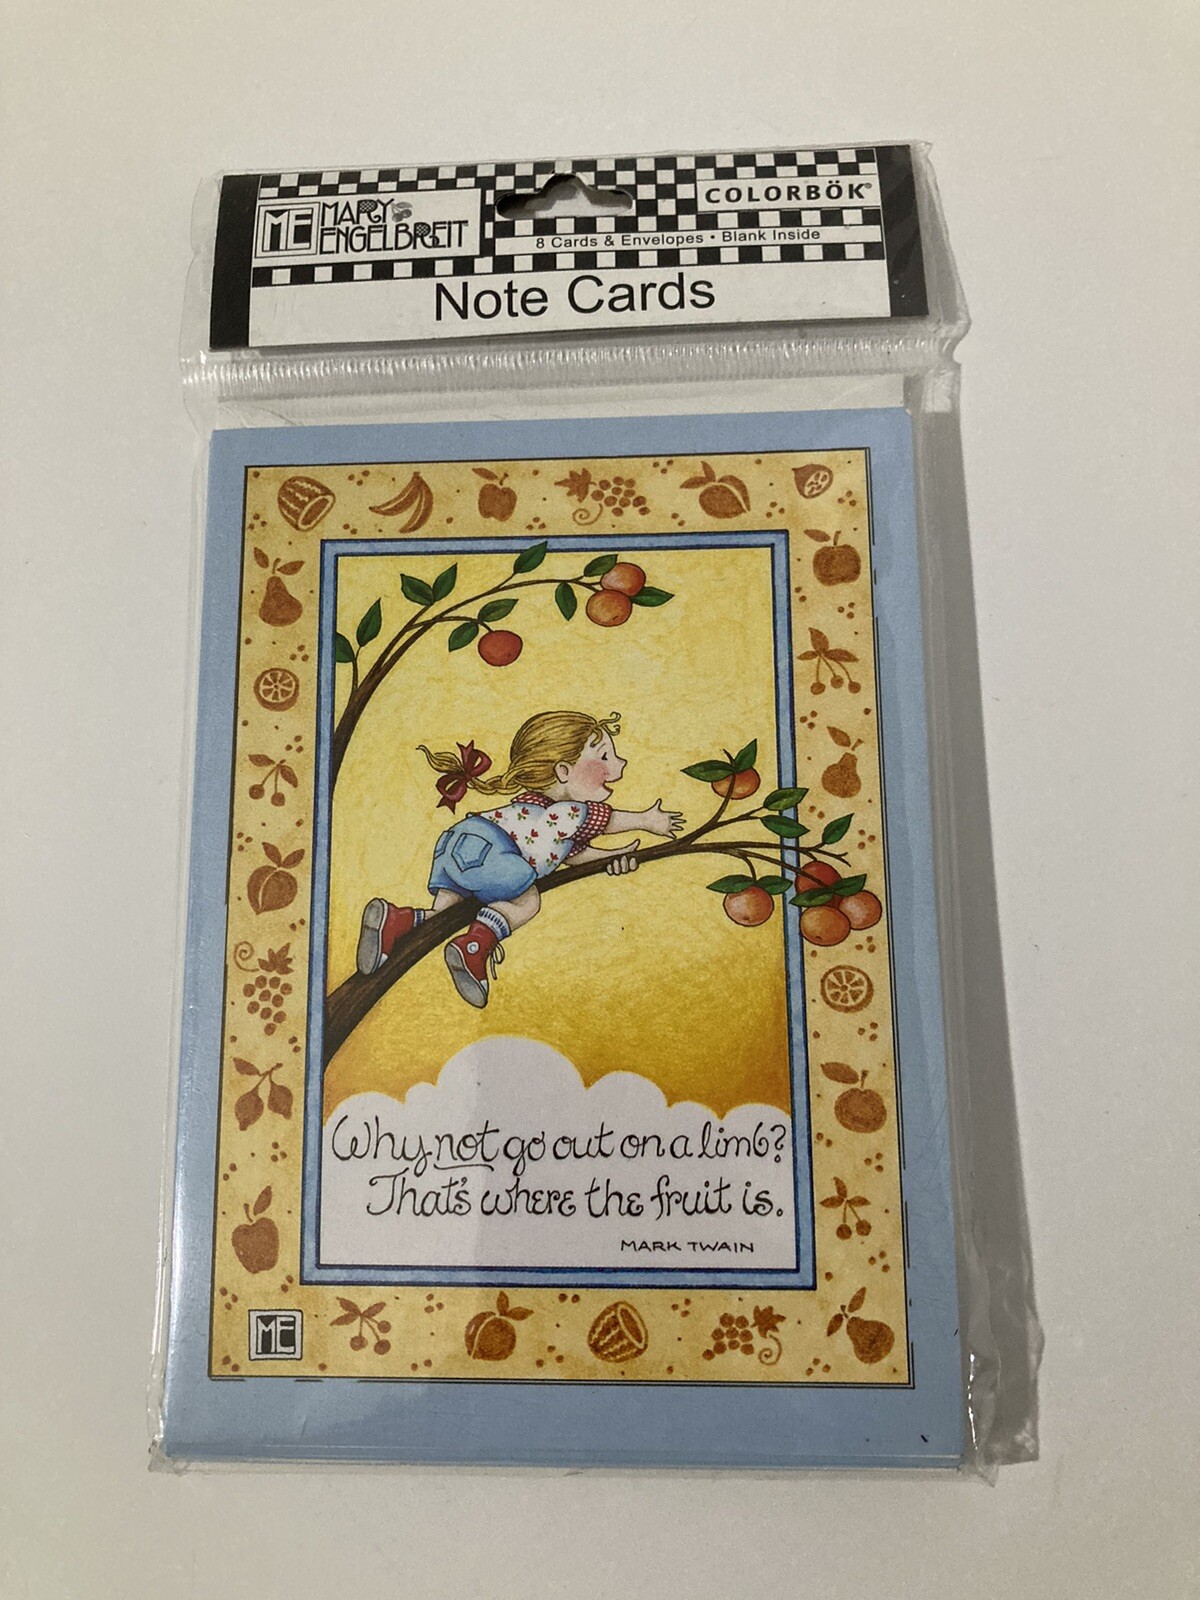 ME MARY
ENGELBREIT
COLORBÖK®
8 Cards & Envelopes • Blank Inside
Note Cards
Why not go out on a limb?
That's where the fruit is.
MARK TWAIN
ME